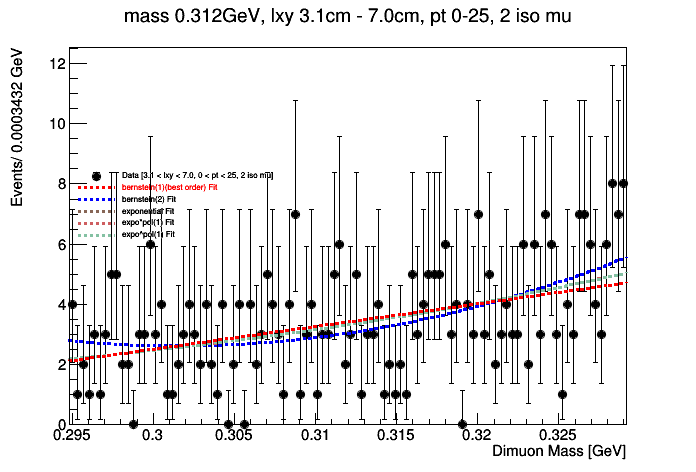 mass 0.312GeV, lxy 3.1cm - 7.0cm, pt 0-25, 2 iso mu
Events/ 0.0003432 GeV
12
10
8
6
4
2
0
Data [3.1 < lxy < 7.0, 0 < pt < 25, 2 iso mu]
bernstein(1)(best order) Fit
bernstein(2) Fit
exponential Fit
expo*pol(1) Fit
expo*pol(1) Fit
0.295 0.3 0.305 0.31 0.315 0.32 0.325
Dimuon Mass [GeV]